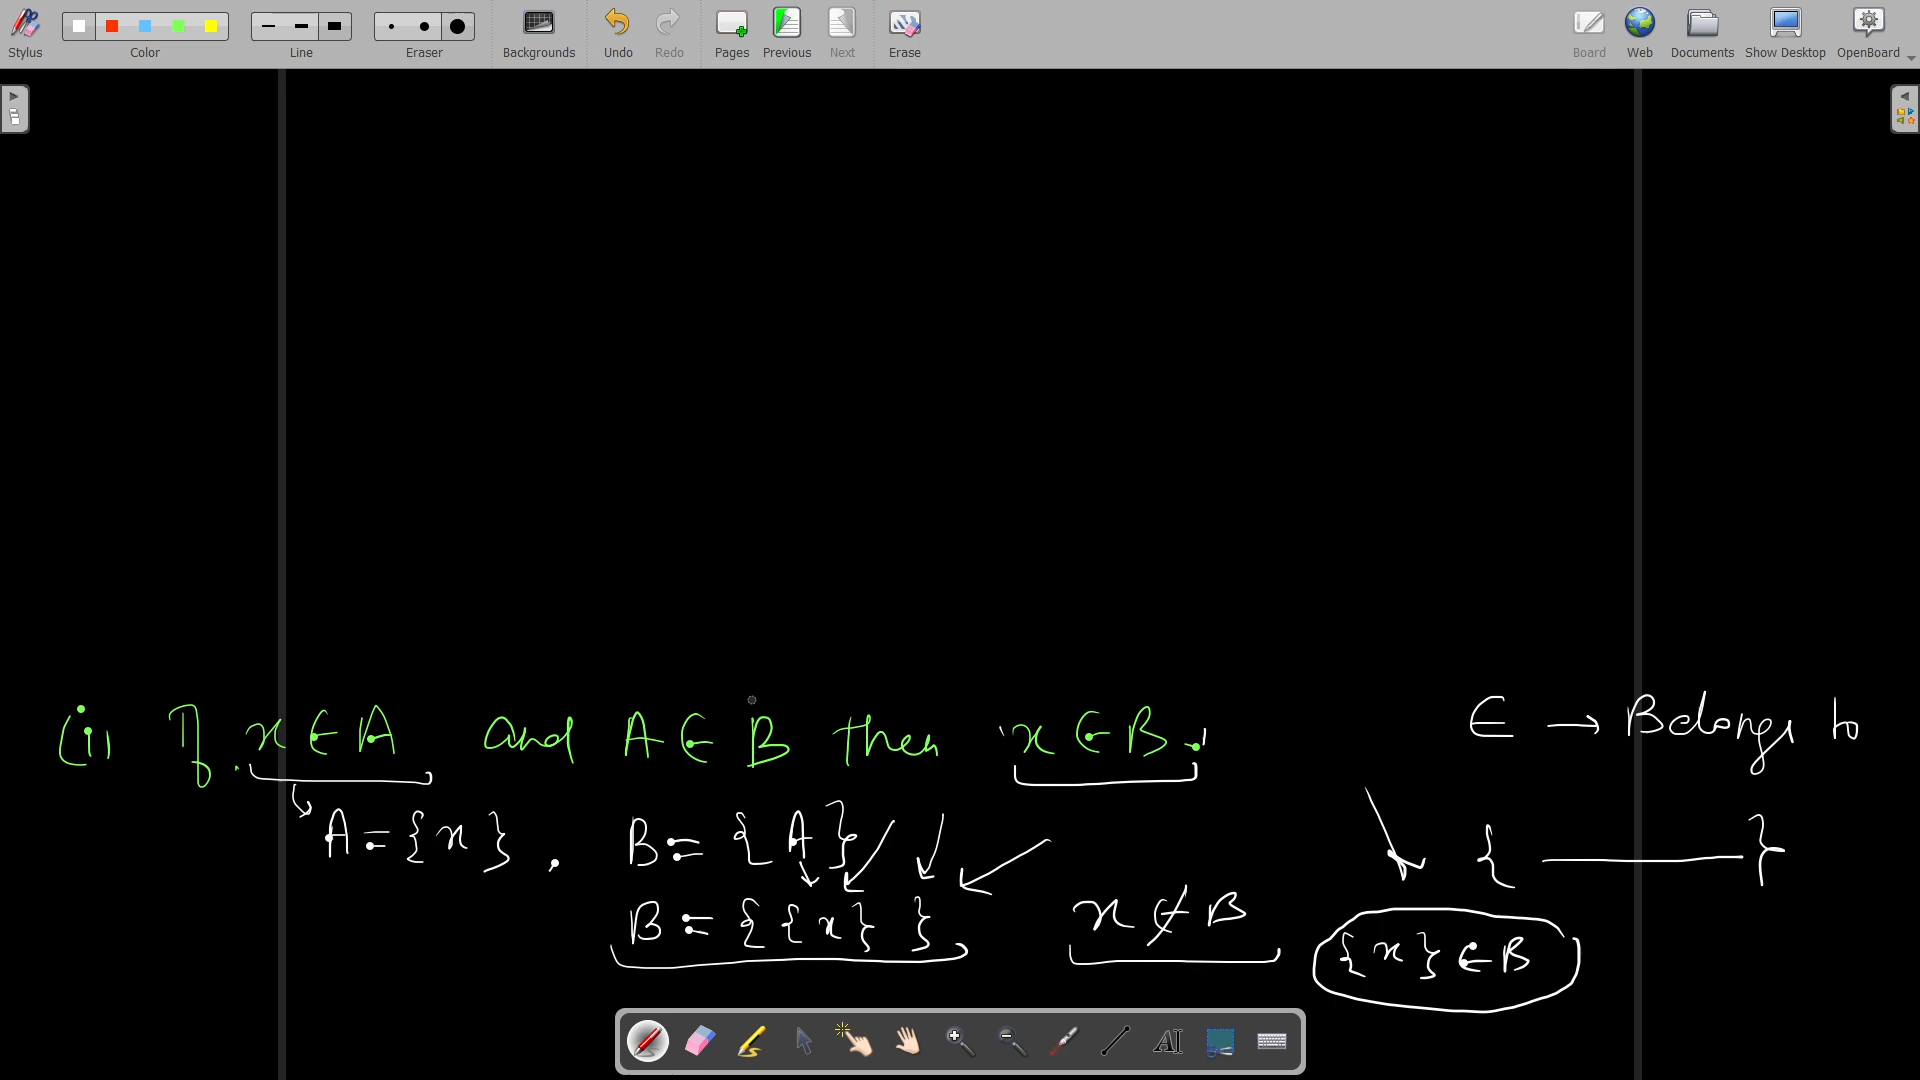 Stylus Color Line Eraser Backgrounds Undo Redo Pages Previous Next Erase Board Web Documents Show Desktop OpenBoard
(i) If x ∈ A and A ∈ B then x ∈ B.
∈ → Belongs to
A = {x}. B = {A}
{ — }
B = {{x}} x ∉ B {x} ∈ B